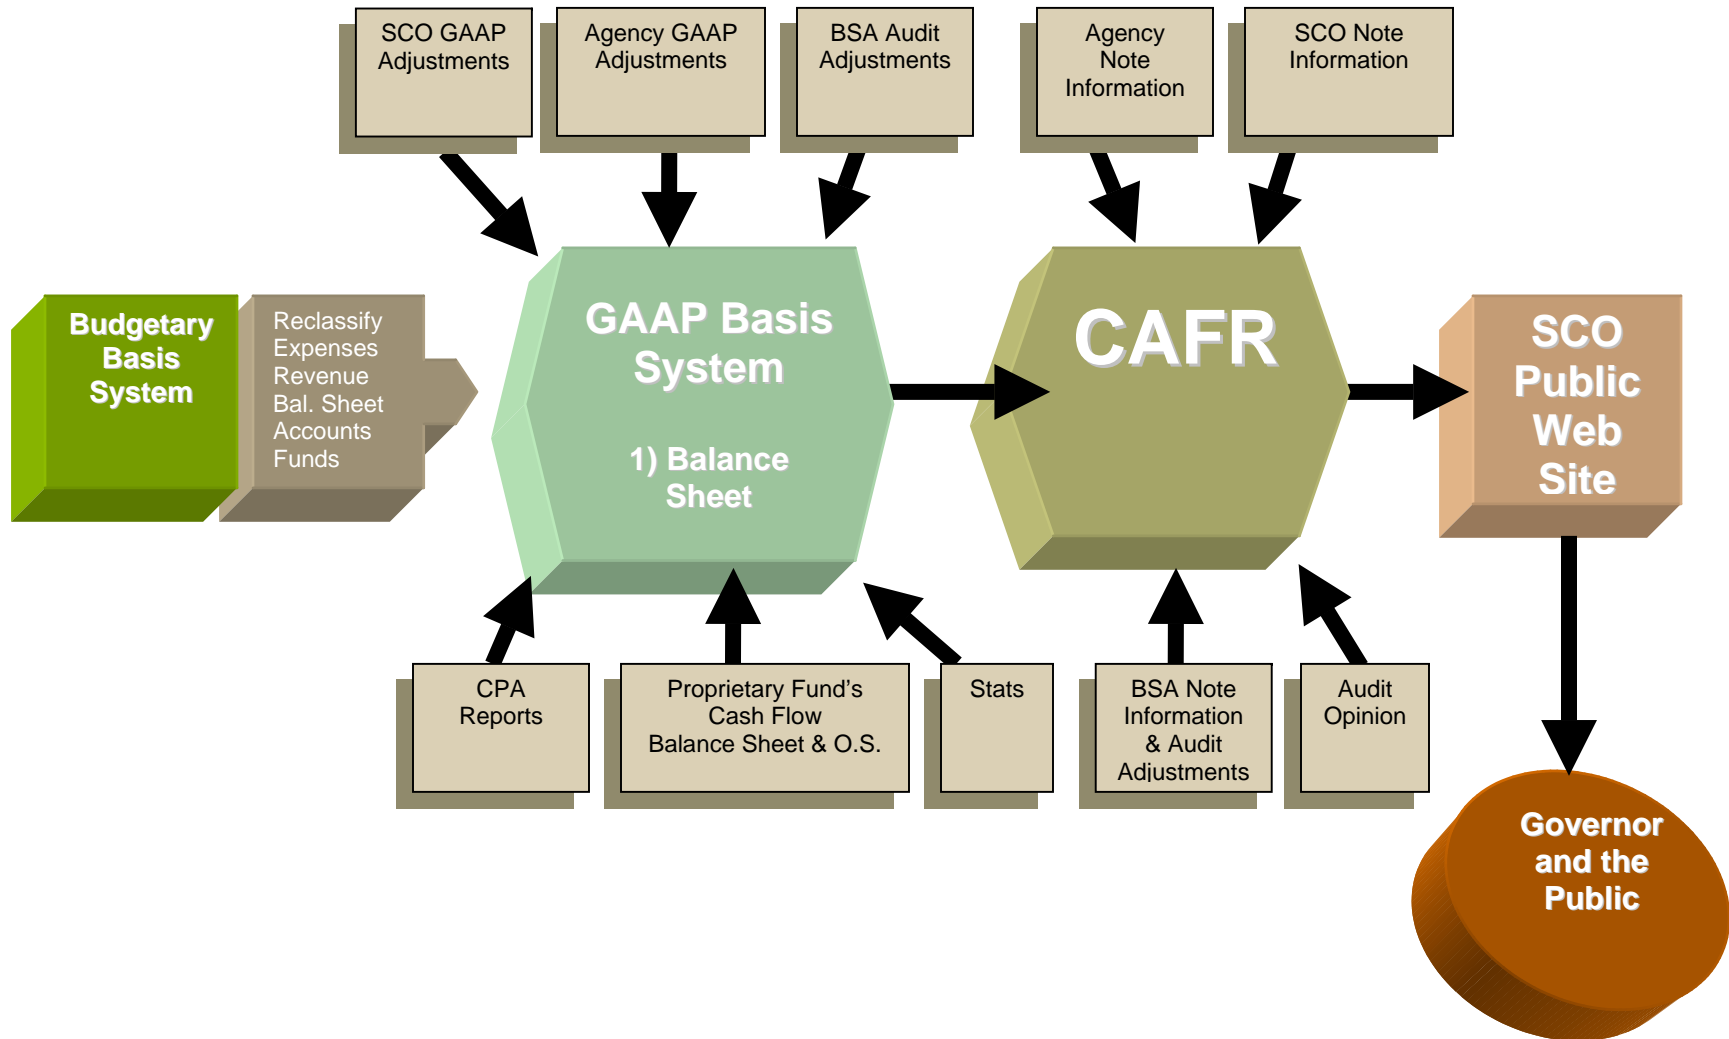 SCO GAAP
Adjustments
Agency GAAP
Adjustments
BSA Audit
Adjustments
Agency
Note
Information
SCO Note
Information
Budgetary
Basis
System
Reclassify
Expenses
Revenue
Bal. Sheet
Accounts
Funds
GAAP Basis
System
1) Balance
Sheet
CAFR
SCO
Public
Web
Site
CPA
Reports
Proprietary Fund's
Cash Flow
Balance Sheet & O.S.
Stats
BSA Note
Information
& Audit
Adjustments
Audit
Opinion
Governor
and the
Public